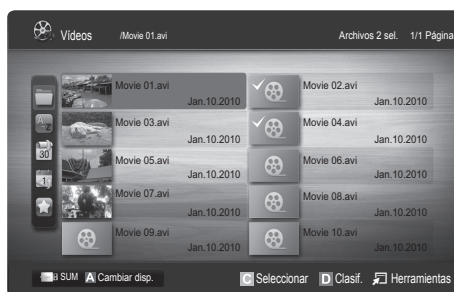 Vídeos /Movie 01.avi Archivos 2 sel. 1/1 Página
Movie 01.avi Movie 02.avi
Jan.10.2010 Jan.10.2010
Movie 03.avi Movie 04.avi
Jan.10.2010 Jan.10.2010
Movie 05.avi Movie 06.avi
Jan.10.2010 Jan.10.2010
Movie 07.avi Movie 08.avi
Jan.10.2010 Jan.10.2010
Movie 09.avi Movie 10.avi
Jan.10.2010 Jan.10.2010
30
1
SUM A Cambiar disp. C Seleccionar D Clasif. Herramientas